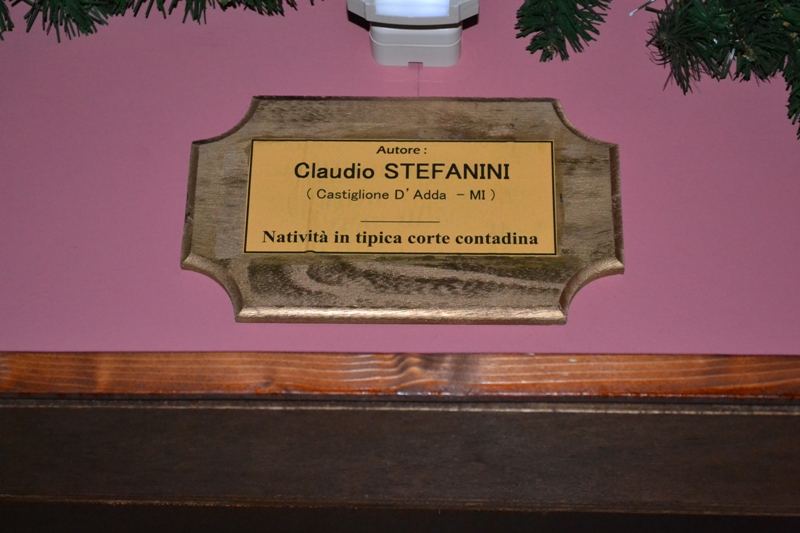 Autore :
Claudio STEFANINI
( Castiglione D'Adda - MI )
Natività in tipica corte contadina